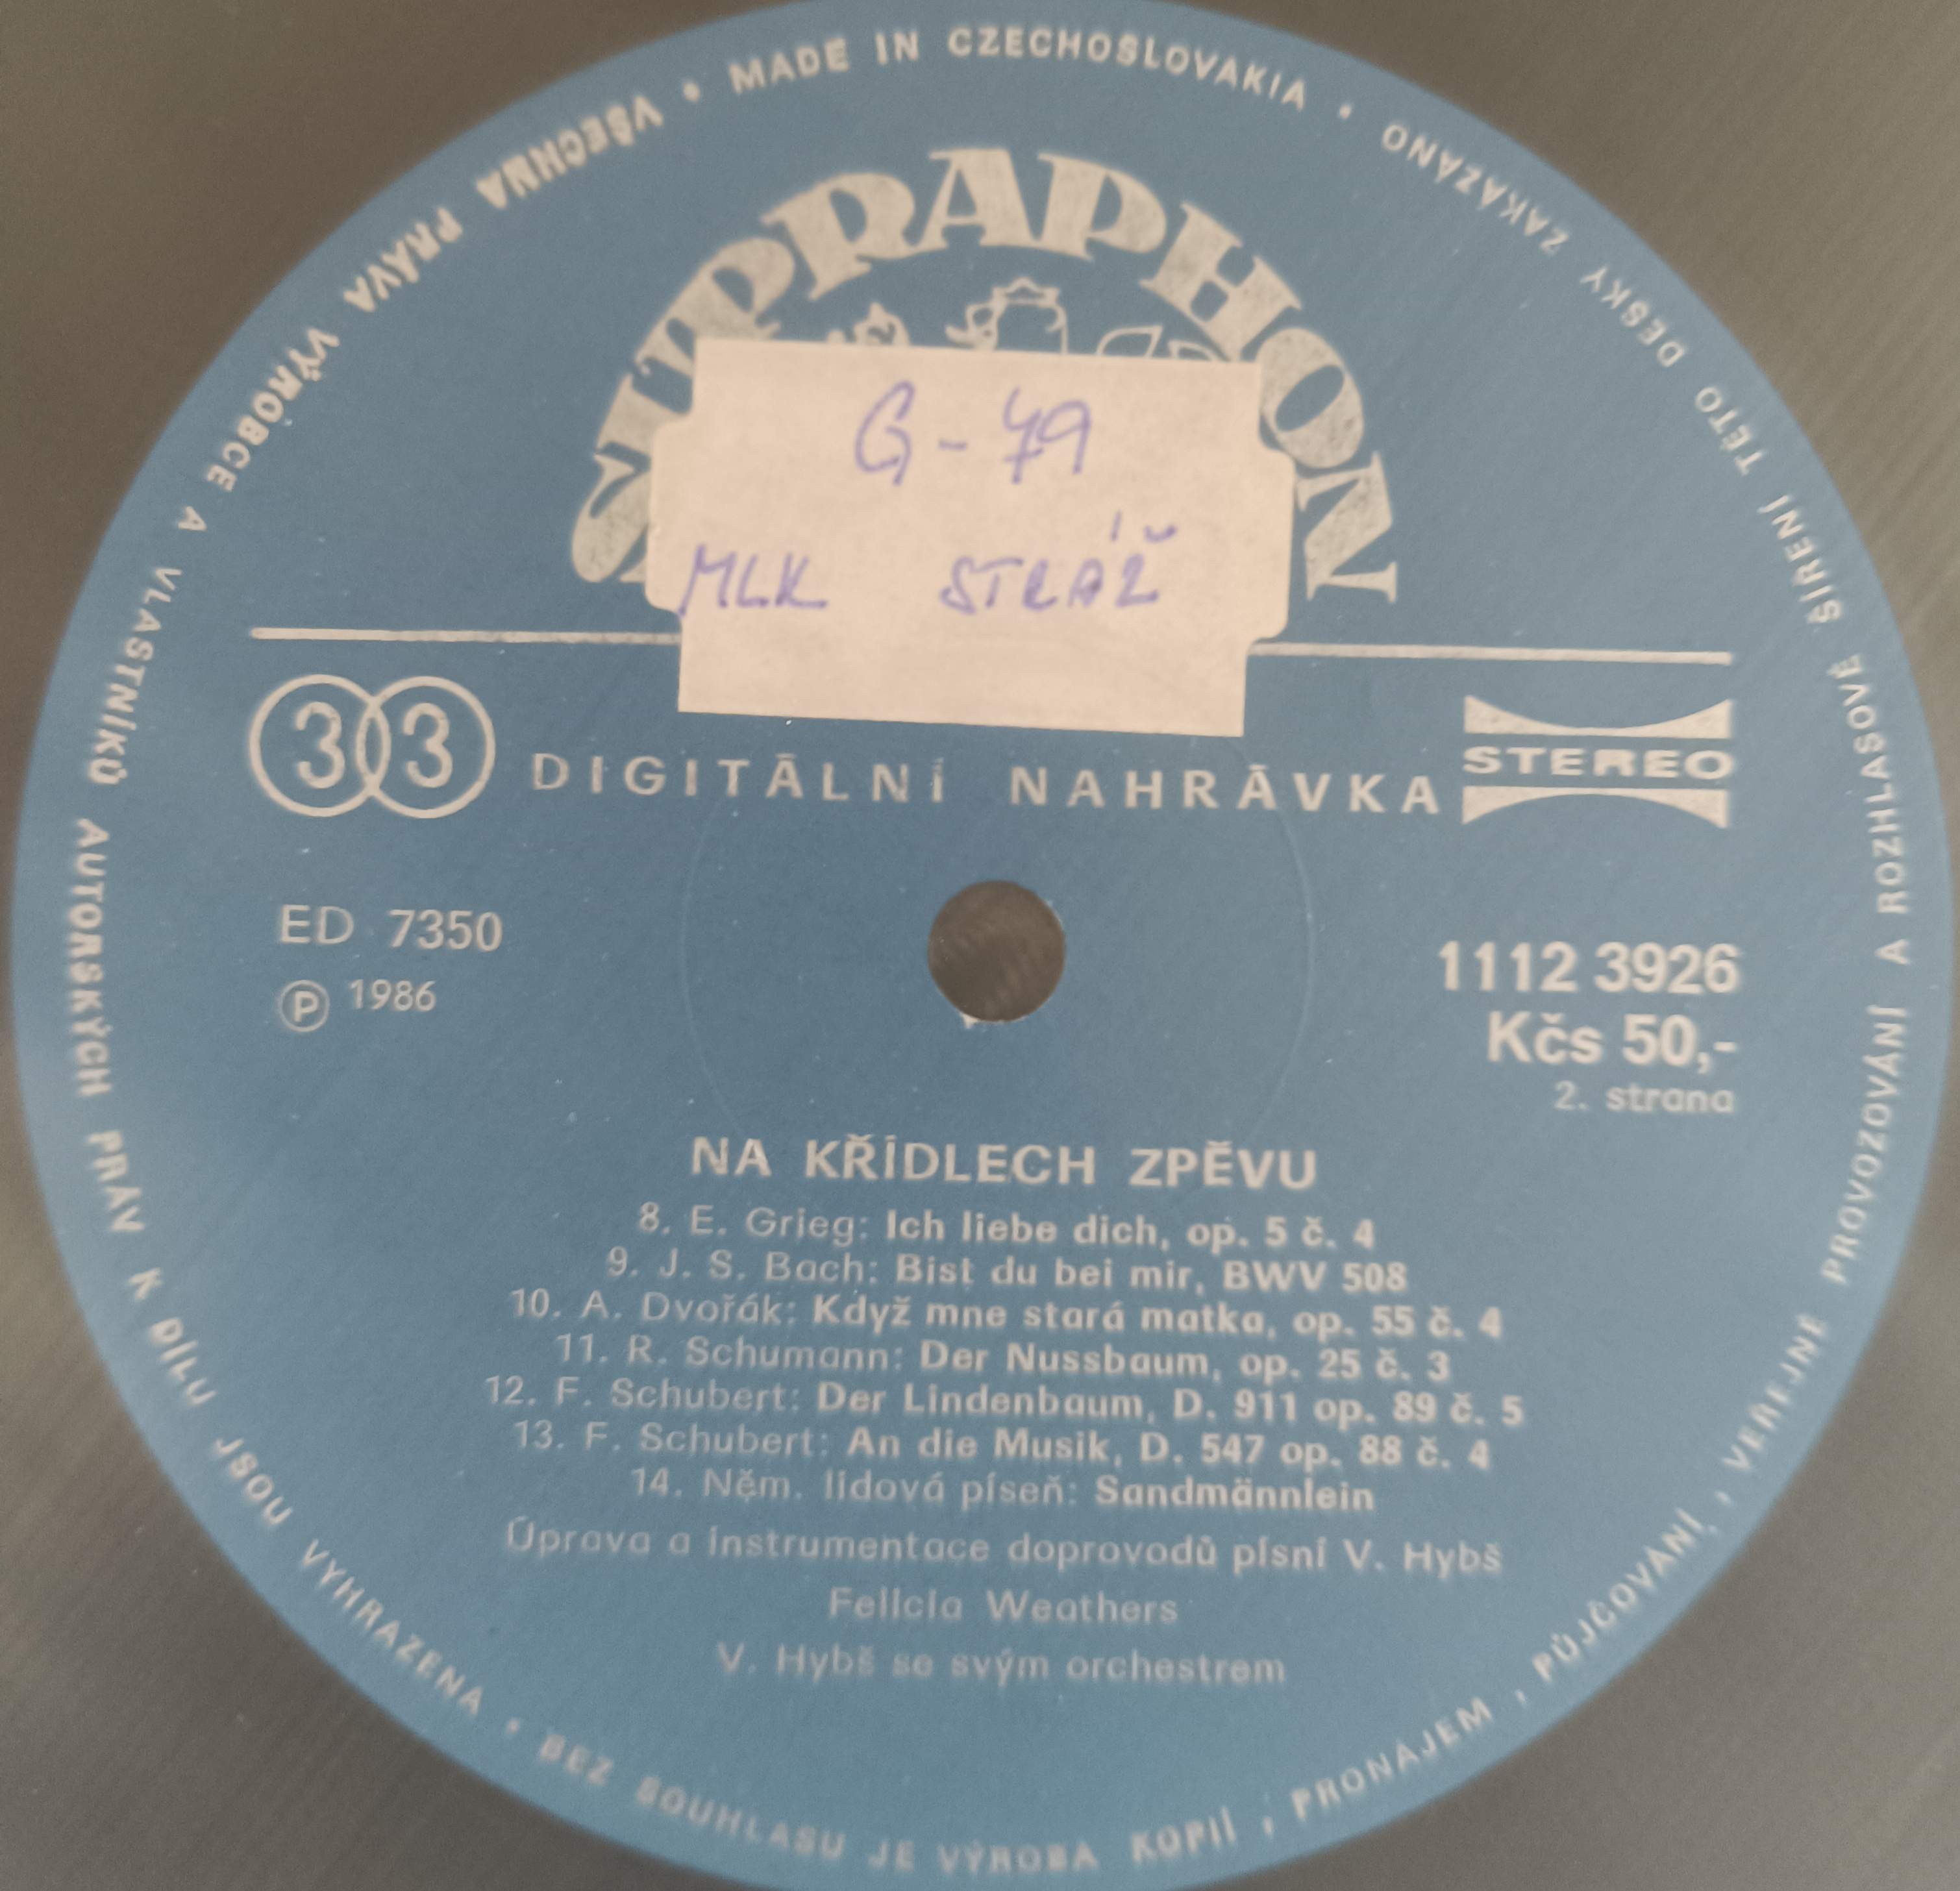 MADE IN CZECHOSLOVAKIA • VŠECHNA PRÁVA VÝROBCE A VLASTNÍKŮ AUTORSKÝCH PRÁV K DÍLU JSOU VYHRAZENA • BEZ SOUHLASU JE VÝROBA KOPIÍ, PRONÁJEM, PŮJČOVÁNÍ, VEŘEJNÉ PROVOZOVÁNÍ A ROZHLASOVÉ ŠÍŘENÍ TÉTO DESKY ZAKÁZÁNO •
SUPRAPHON
G-79
MLK STRÁŽ
33 DIGITÁLNÍ NAHRÁVKA STEREO
ED 7350
Ⓟ 1986
1112 3926
Kčs 50,-
2. strana
NA KŘÍDLECH ZPĚVU
8. E. Grieg: Ich liebe dich, op. 5 č. 4
9. J. S. Bach: Bist du bei mir, BWV 508
10. A. Dvořák: Když mne stará matka, op. 55 č. 4
11. R. Schumann: Der Nussbaum, op. 25 č. 3
12. F. Schubert: Der Lindenbaum, D. 911 op. 89 č. 5
13. F. Schubert: An die Musik, D. 547 op. 88 č. 4
14. Něm. lidová píseň: Sandmännlein
Úprava a instrumentace doprovodů písní V. Hybš
Felicia Weathers
V. Hybš se svým orchestrem